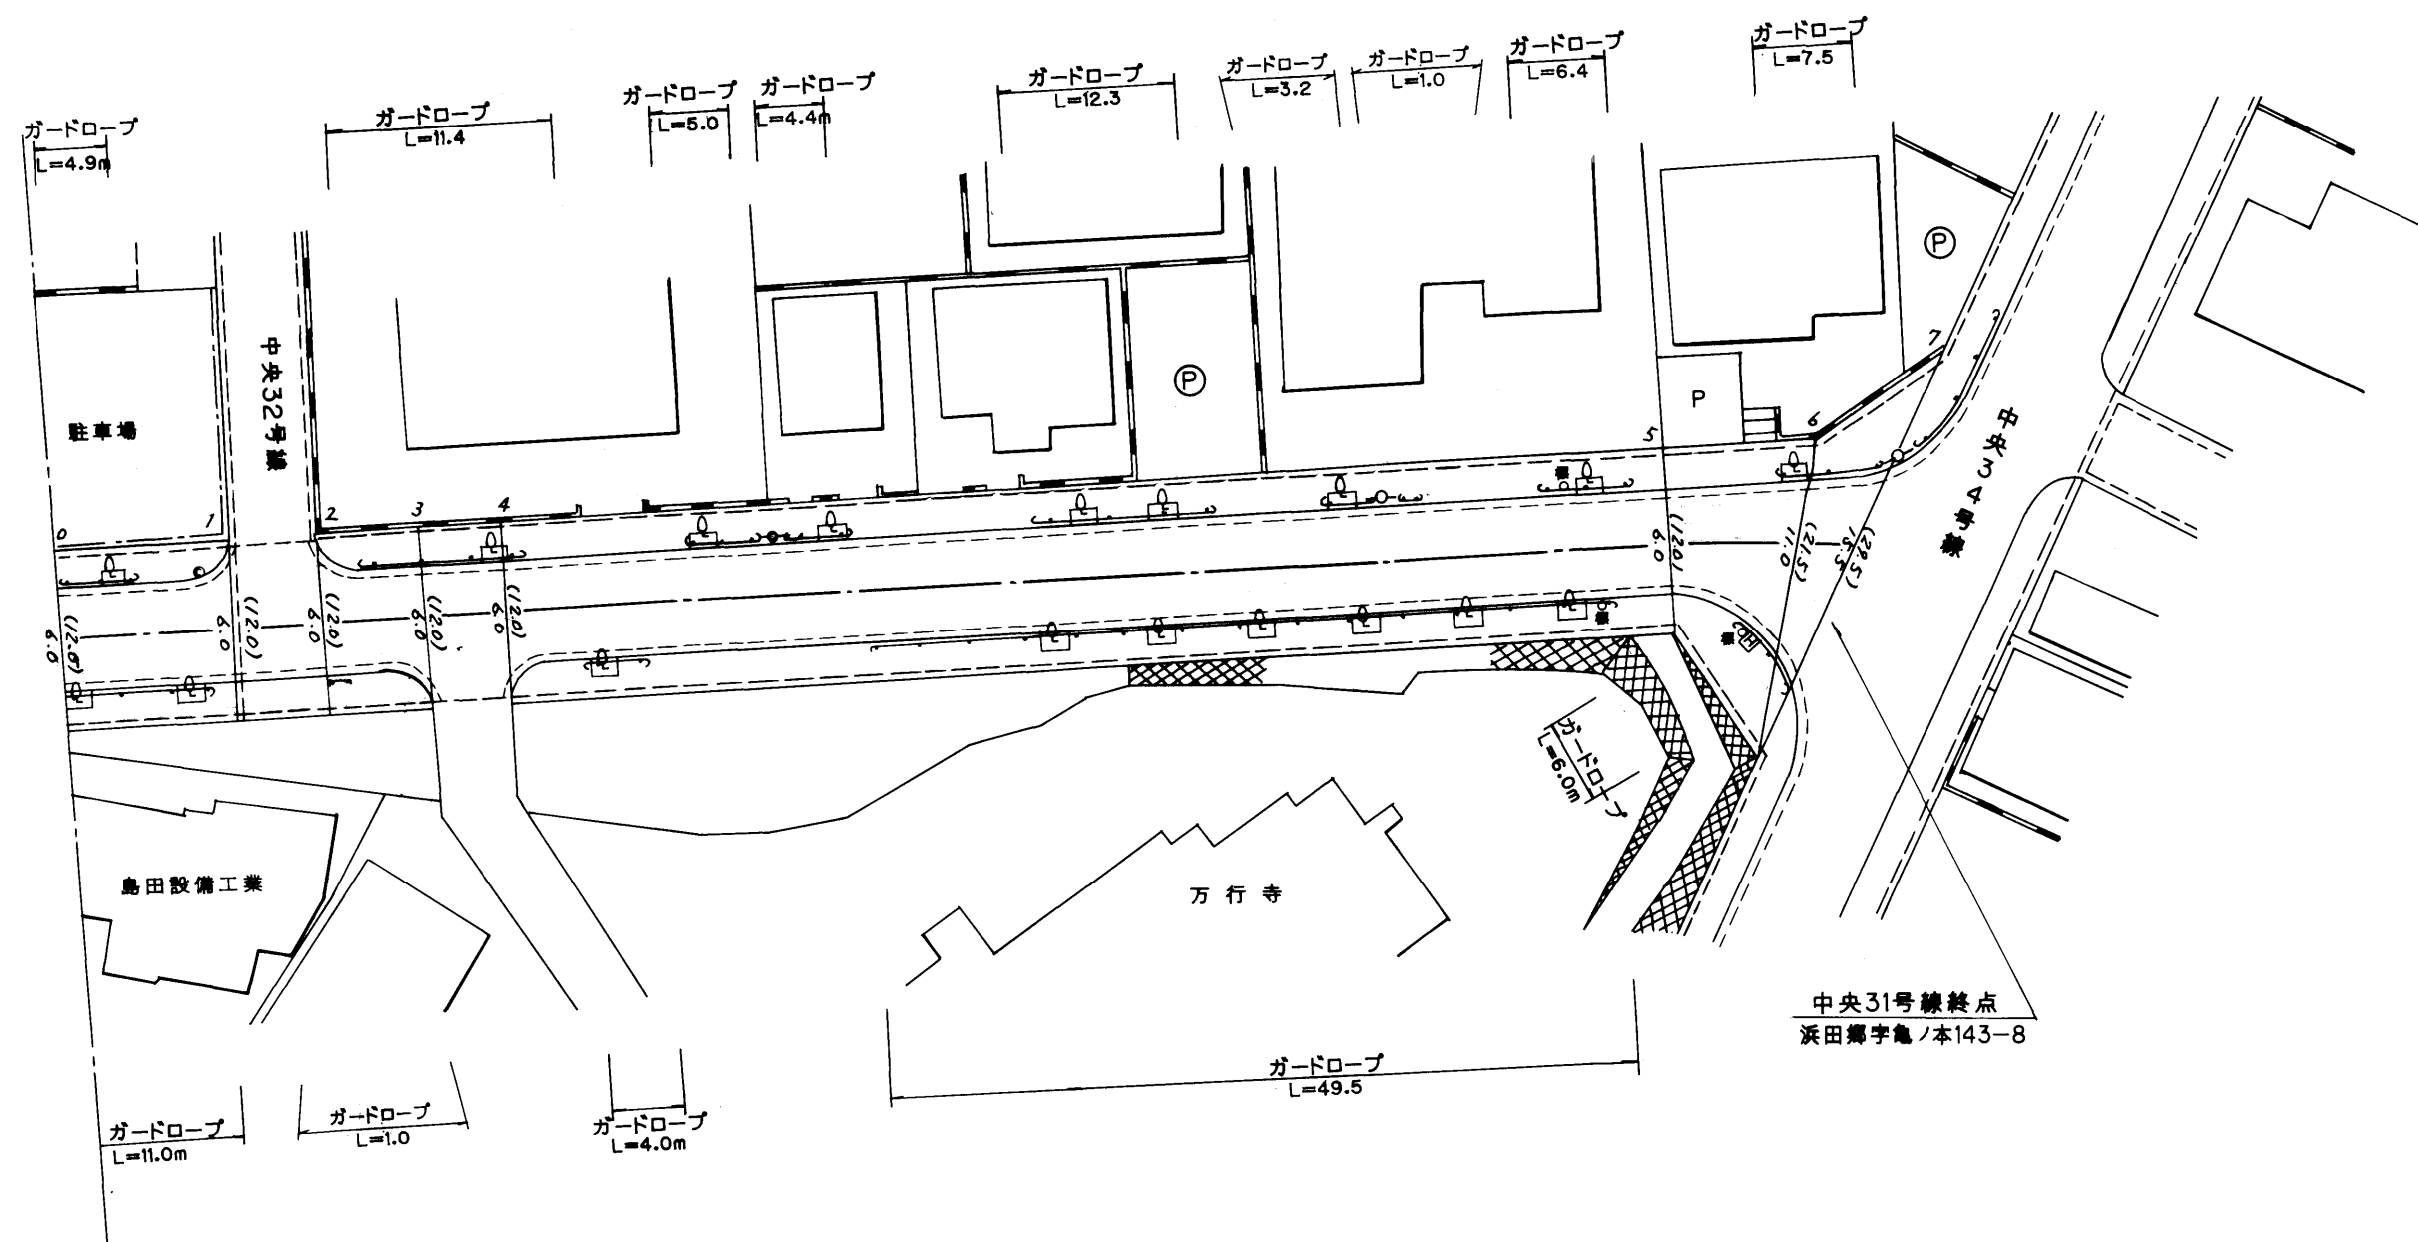 ガードロープ
L=4.9m
ガードロープ
L=11.4
ガードロープ
L=5.0
ガードロープ
L=4.4m
ガードロープ
L=12.3
ガードロープ
L=3.2
ガードロープ
L=1.0
ガードロープ
L=6.4
ガードロープ
L=7.5
P
中央32号線
P
7
駐車場
P
中央34号線
6
5
0
1
2
3
4
(12.0)
6.0
(12.0)
6.0
(12.0)
6.0
(12.0)
6.0
(12.0)
6.0
(12.0)
6.0
(21.5)
11.0
(29.5)
15.5
ガードロープ
L=6.0m
島田設備工業
万行寺
中央31号線終点
浜田郷字亀ノ本143-8
ガードロープ
L=49.5
ガードロープ
L=11.0m
ガードロープ
L=1.0
ガードロープ
L=4.0m